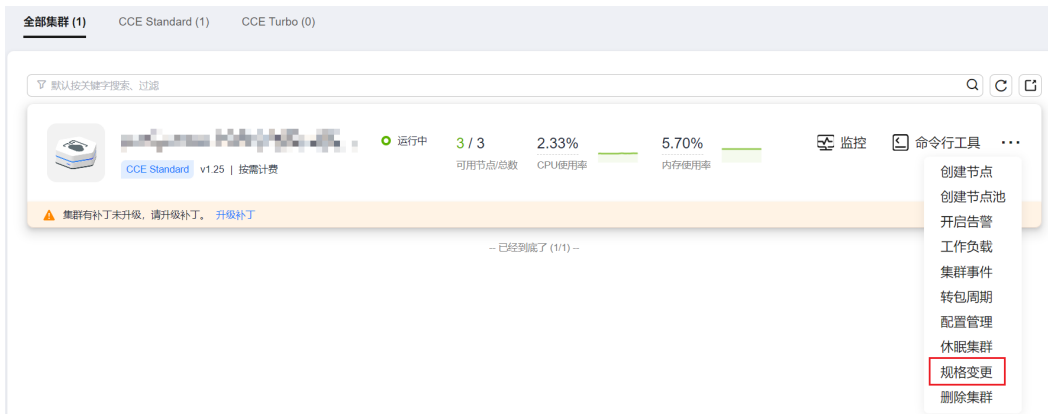 全部集群 (1) CCE Standard (1) CCE Turbo (0)
默认按关键字搜索、过滤
运行中 3 / 3 2.33% 5.70% 监控 命令行工具 ...
可用节点/总数 CPU使用率 内存使用率
CCE Standard v1.25 | 按需计费
集群有补丁未升级，请升级补丁。 升级补丁
-- 已经到底了 (1/1) --
创建节点
创建节点池
开启告警
工作负载
集群事件
转包周期
配置管理
休眠集群
规格变更
删除集群